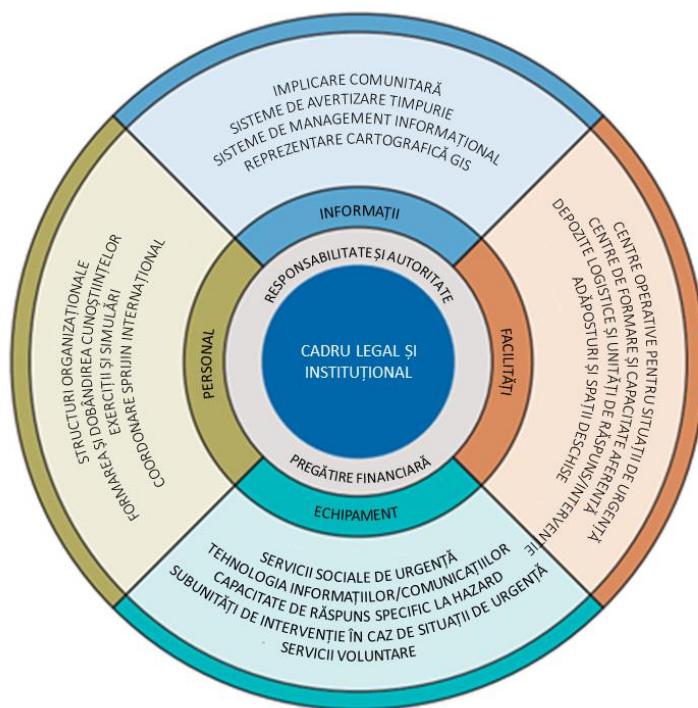 IMPLICARE COMUNITARĂ
SISTEME DE AVERTIZARE TIMPURIE
SISTEME DE MANAGEMENT INFORMAȚIONAL
REPREZENTARE CARTOGRAFICĂ GIS
INFORMAȚII
RESPONSABILITATE ȘI AUTORITATE
CADRU LEGAL ȘI
INSTITUȚIONAL
PREGĂTIRE FINANCIARĂ
FACILITĂȚI
CENTRE OPERATIVE PENTRU SITUAȚII DE URGENȚĂ
CENTRE DE FORMARE ȘI CAPACITATE AFERENTĂ
DEPOZITE LOGISTICE ȘI UNITĂȚI DE RĂSPUNS/INTERVENȚIE
ADĂPOSTURI ȘI SPAȚII DESCHISE
ECHIPAMENT
SERVICII SOCIALE DE URGENȚĂ
TEHNOLOGIA INFORMAȚIILOR/COMUNICAȚIILOR
CAPACITATE DE RĂSPUNS SPECIFIC LA HAZARD
SUBUNITĂȚI DE INTERVENȚIE ÎN CAZ DE SITUAȚII DE URGENȚĂ
SERVICII VOLUNTARE
PERSONAL
STRUCTURI ORGANIZAȚIONALE
FORMAREA ȘI DOBÂNDIREA CUNOȘTIINȚELOR
EXERCIȚII ȘI SIMULĂRI
COORDONARE SPRIJIN INTERNAȚIONAL